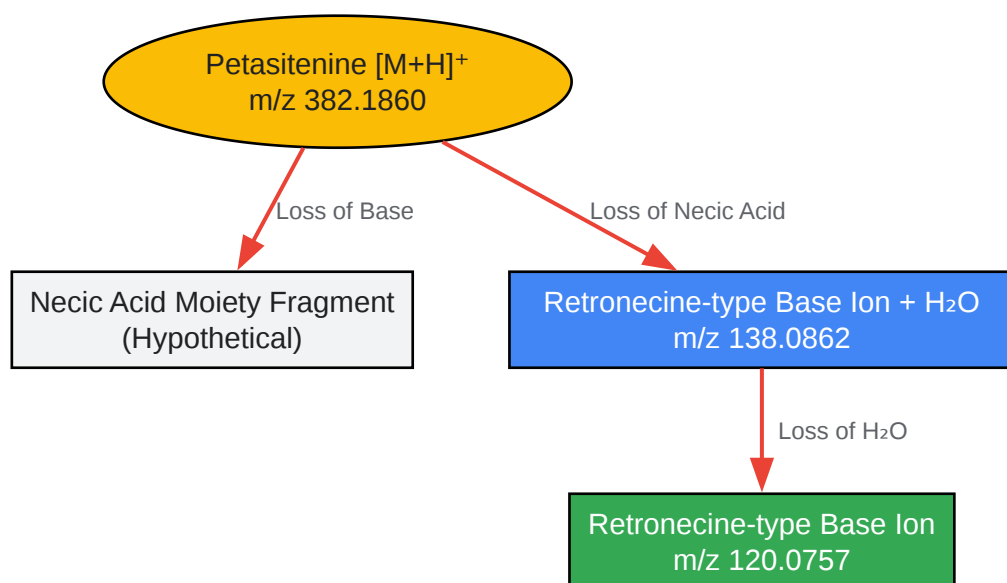 Petasitenine [M+H]⁺
m/z 382.1860
Loss of Base
Loss of Necic Acid
Necic Acid Moiety Fragment
(Hypothetical)
Retronecine-type Base Ion + H₂O
m/z 138.0862
Loss of H₂O
Retronecine-type Base Ion
m/z 120.0757